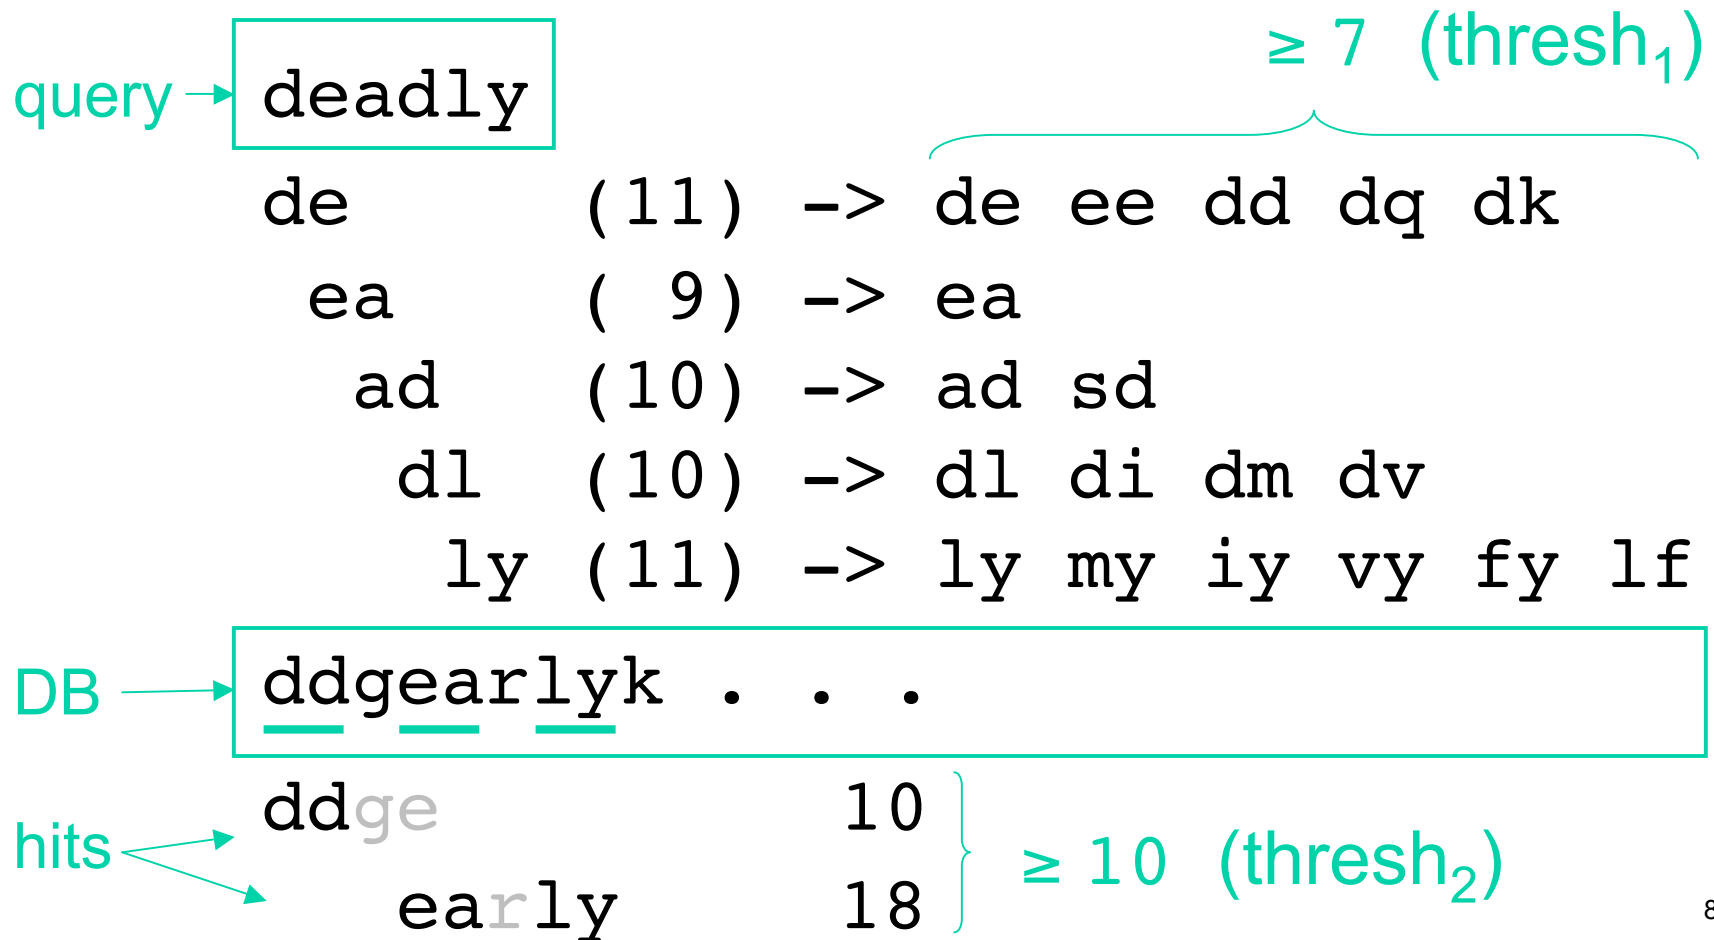 ≥ 7 (thresh₁)
query deadly
de (11) -> de ee dd dq dk
ea ( 9) -> ea
ad (10) -> ad sd
dl (10) -> dl di dm dv
ly (11) -> ly my iy vy fy lf
DB ddgearlyk . . .
ddge 10
hits ≥ 10 (thresh₂)
early 18
8